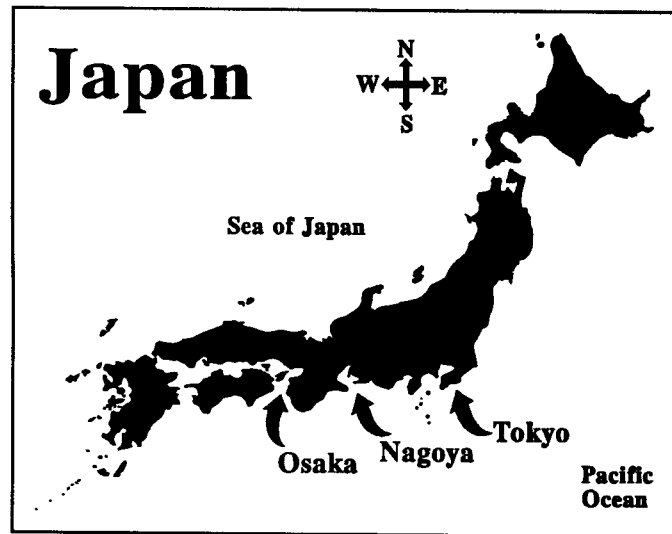 Japan
N
W E
S
Sea of Japan
Osaka
Nagoya
Tokyo
Pacific
Ocean